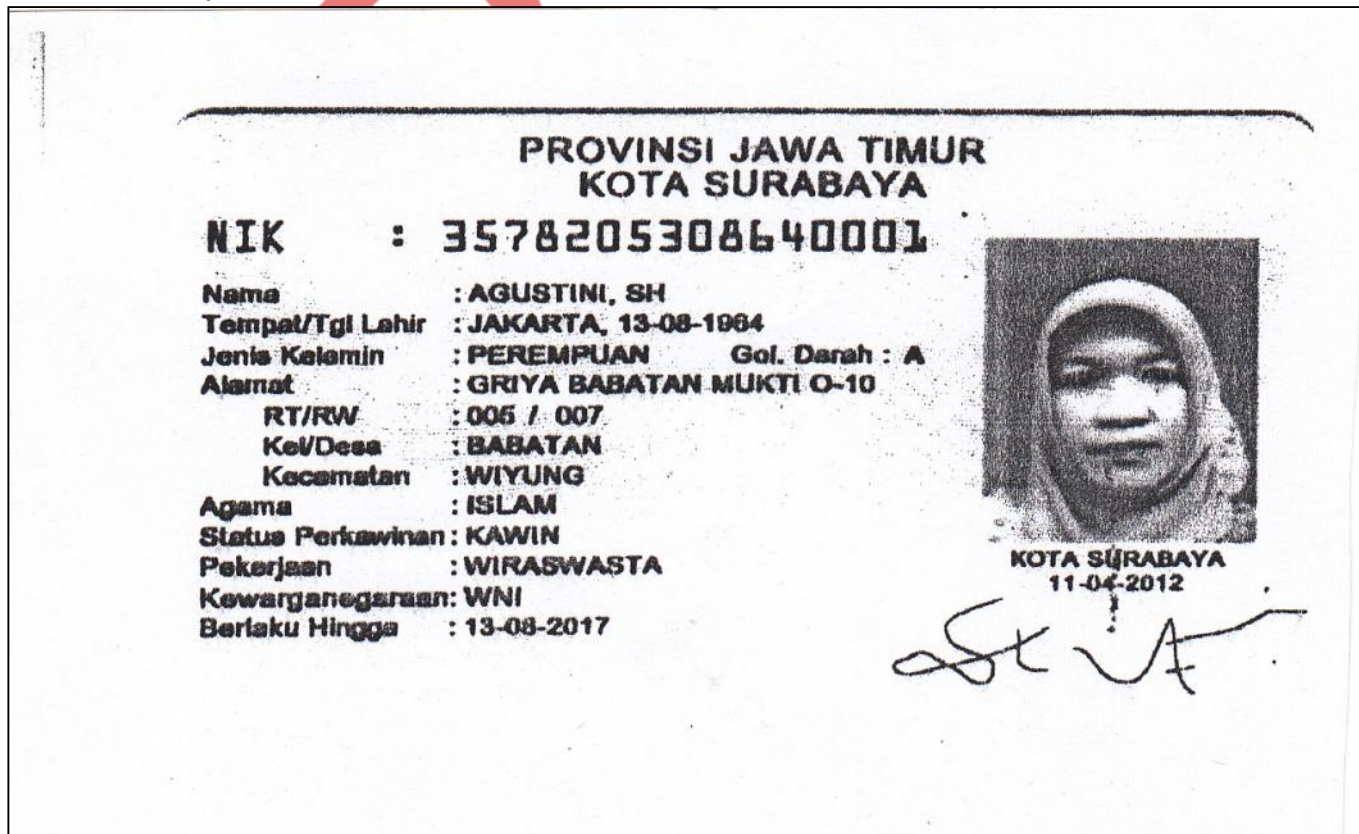 PROVINSI JAWA TIMUR
KOTA SURABAYA
NIK : 3578205308640001
Nama : AGUSTINI, SH
Tempat/Tgl Lahir : JAKARTA, 13-08-1964
Jenis Kelamin : PEREMPUAN Gol. Darah : A
Alamat : GRIYA BABATAN MUKTI O-10
RT/RW : 005 / 007
Kel/Desa : BABATAN
Kecamatan : WIYUNG
Agama : ISLAM
Status Perkawinan : KAWIN
Pekerjaan : WIRASWASTA
Kewarganegaraan: WNI
Berlaku Hingga : 13-08-2017
KOTA SURABAYA
11-04-2012